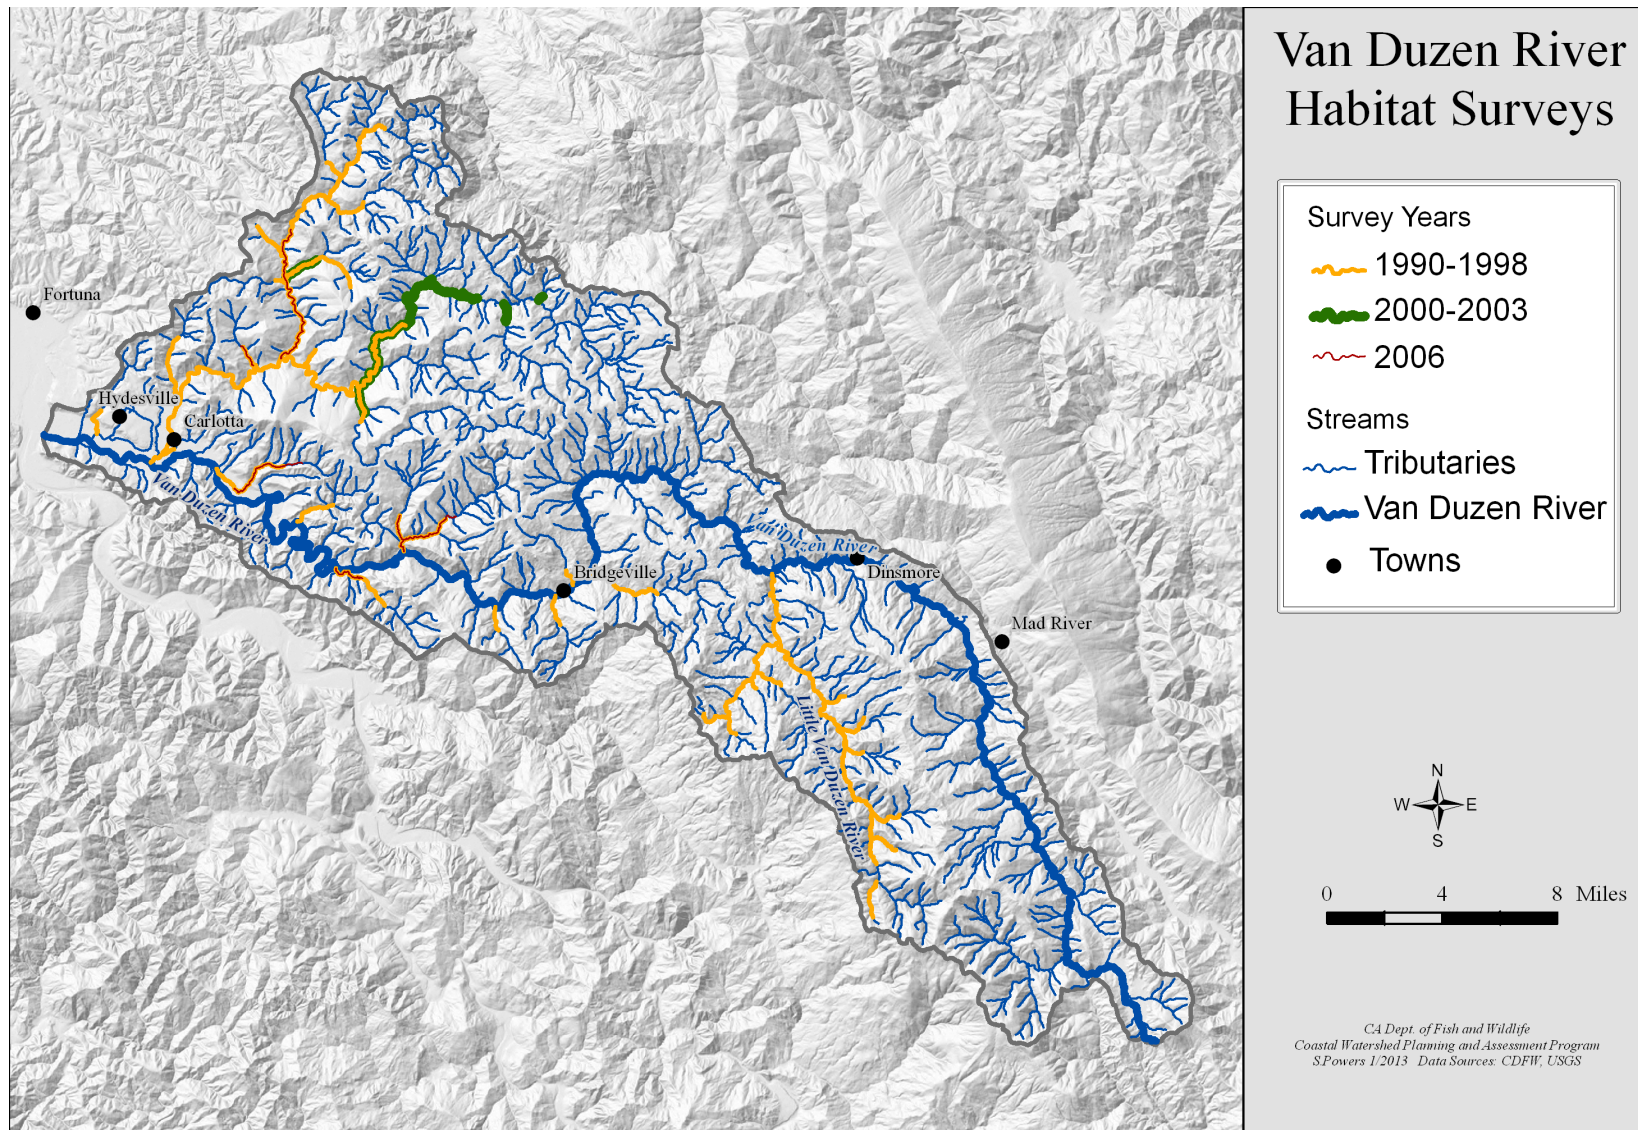 Van Duzen River
Habitat Surveys
Survey Years
1990-1998
2000-2003
2006
Streams
Tributaries
Van Duzen River
Towns
Fortuna
Hydesville
Carlotta
Van Duzen River
Van Duzen River
Bridgeville
Dinsmore
Mad River
Little Van Duzen River
N
W E
S
0 4 8 Miles
CA Dept. of Fish and Wildlife
Coastal Watershed Planning and Assessment Program
S.Powers 1/2013 Data Sources: CDFW, USGS